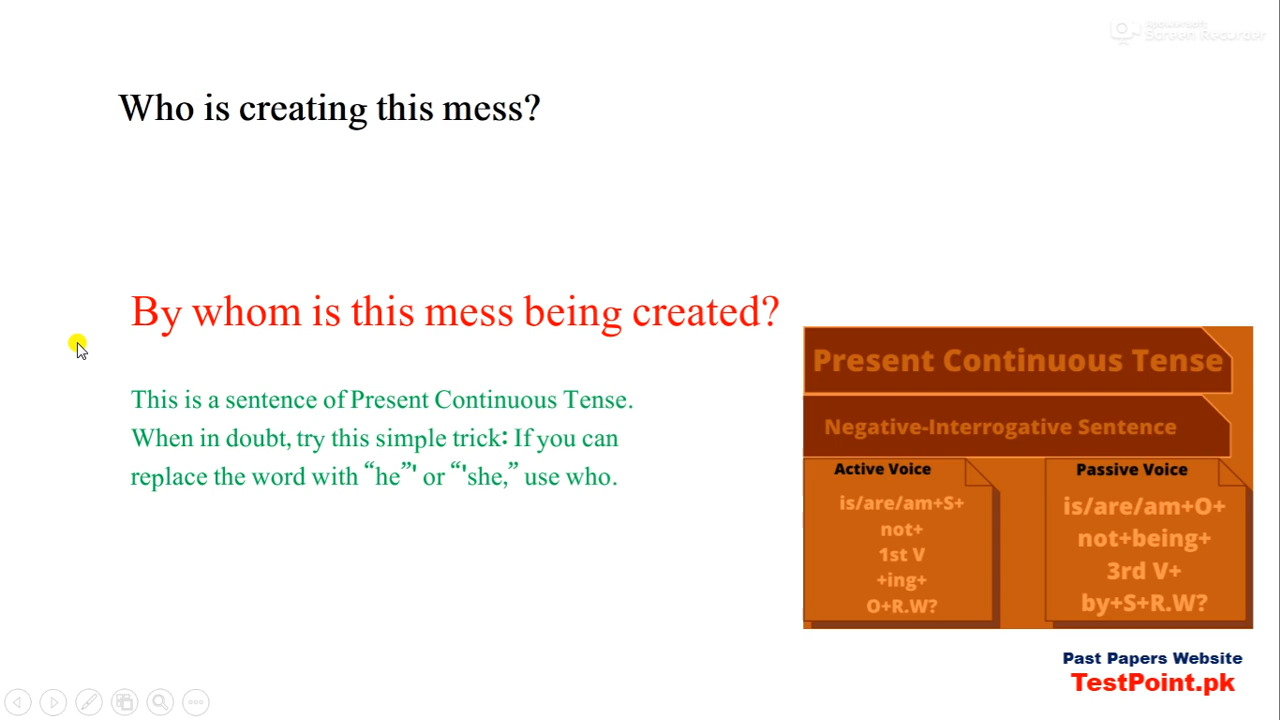 Apowersoft
Screen Recorder
Who is creating this mess?
By whom is this mess being created?
This is a sentence of Present Continuous Tense.
When in doubt, try this simple trick: If you can
replace the word with “he”' or “'she,” use who.
Present Continuous Tense
Negative-Interrogative Sentence
Active Voice
is/are/am+S+
not+
1st V
+ing+
O+R.W?
Passive Voice
is/are/am+O+
not+being+
3rd V+
by+S+R.W?
Past Papers Website
TestPoint.pk